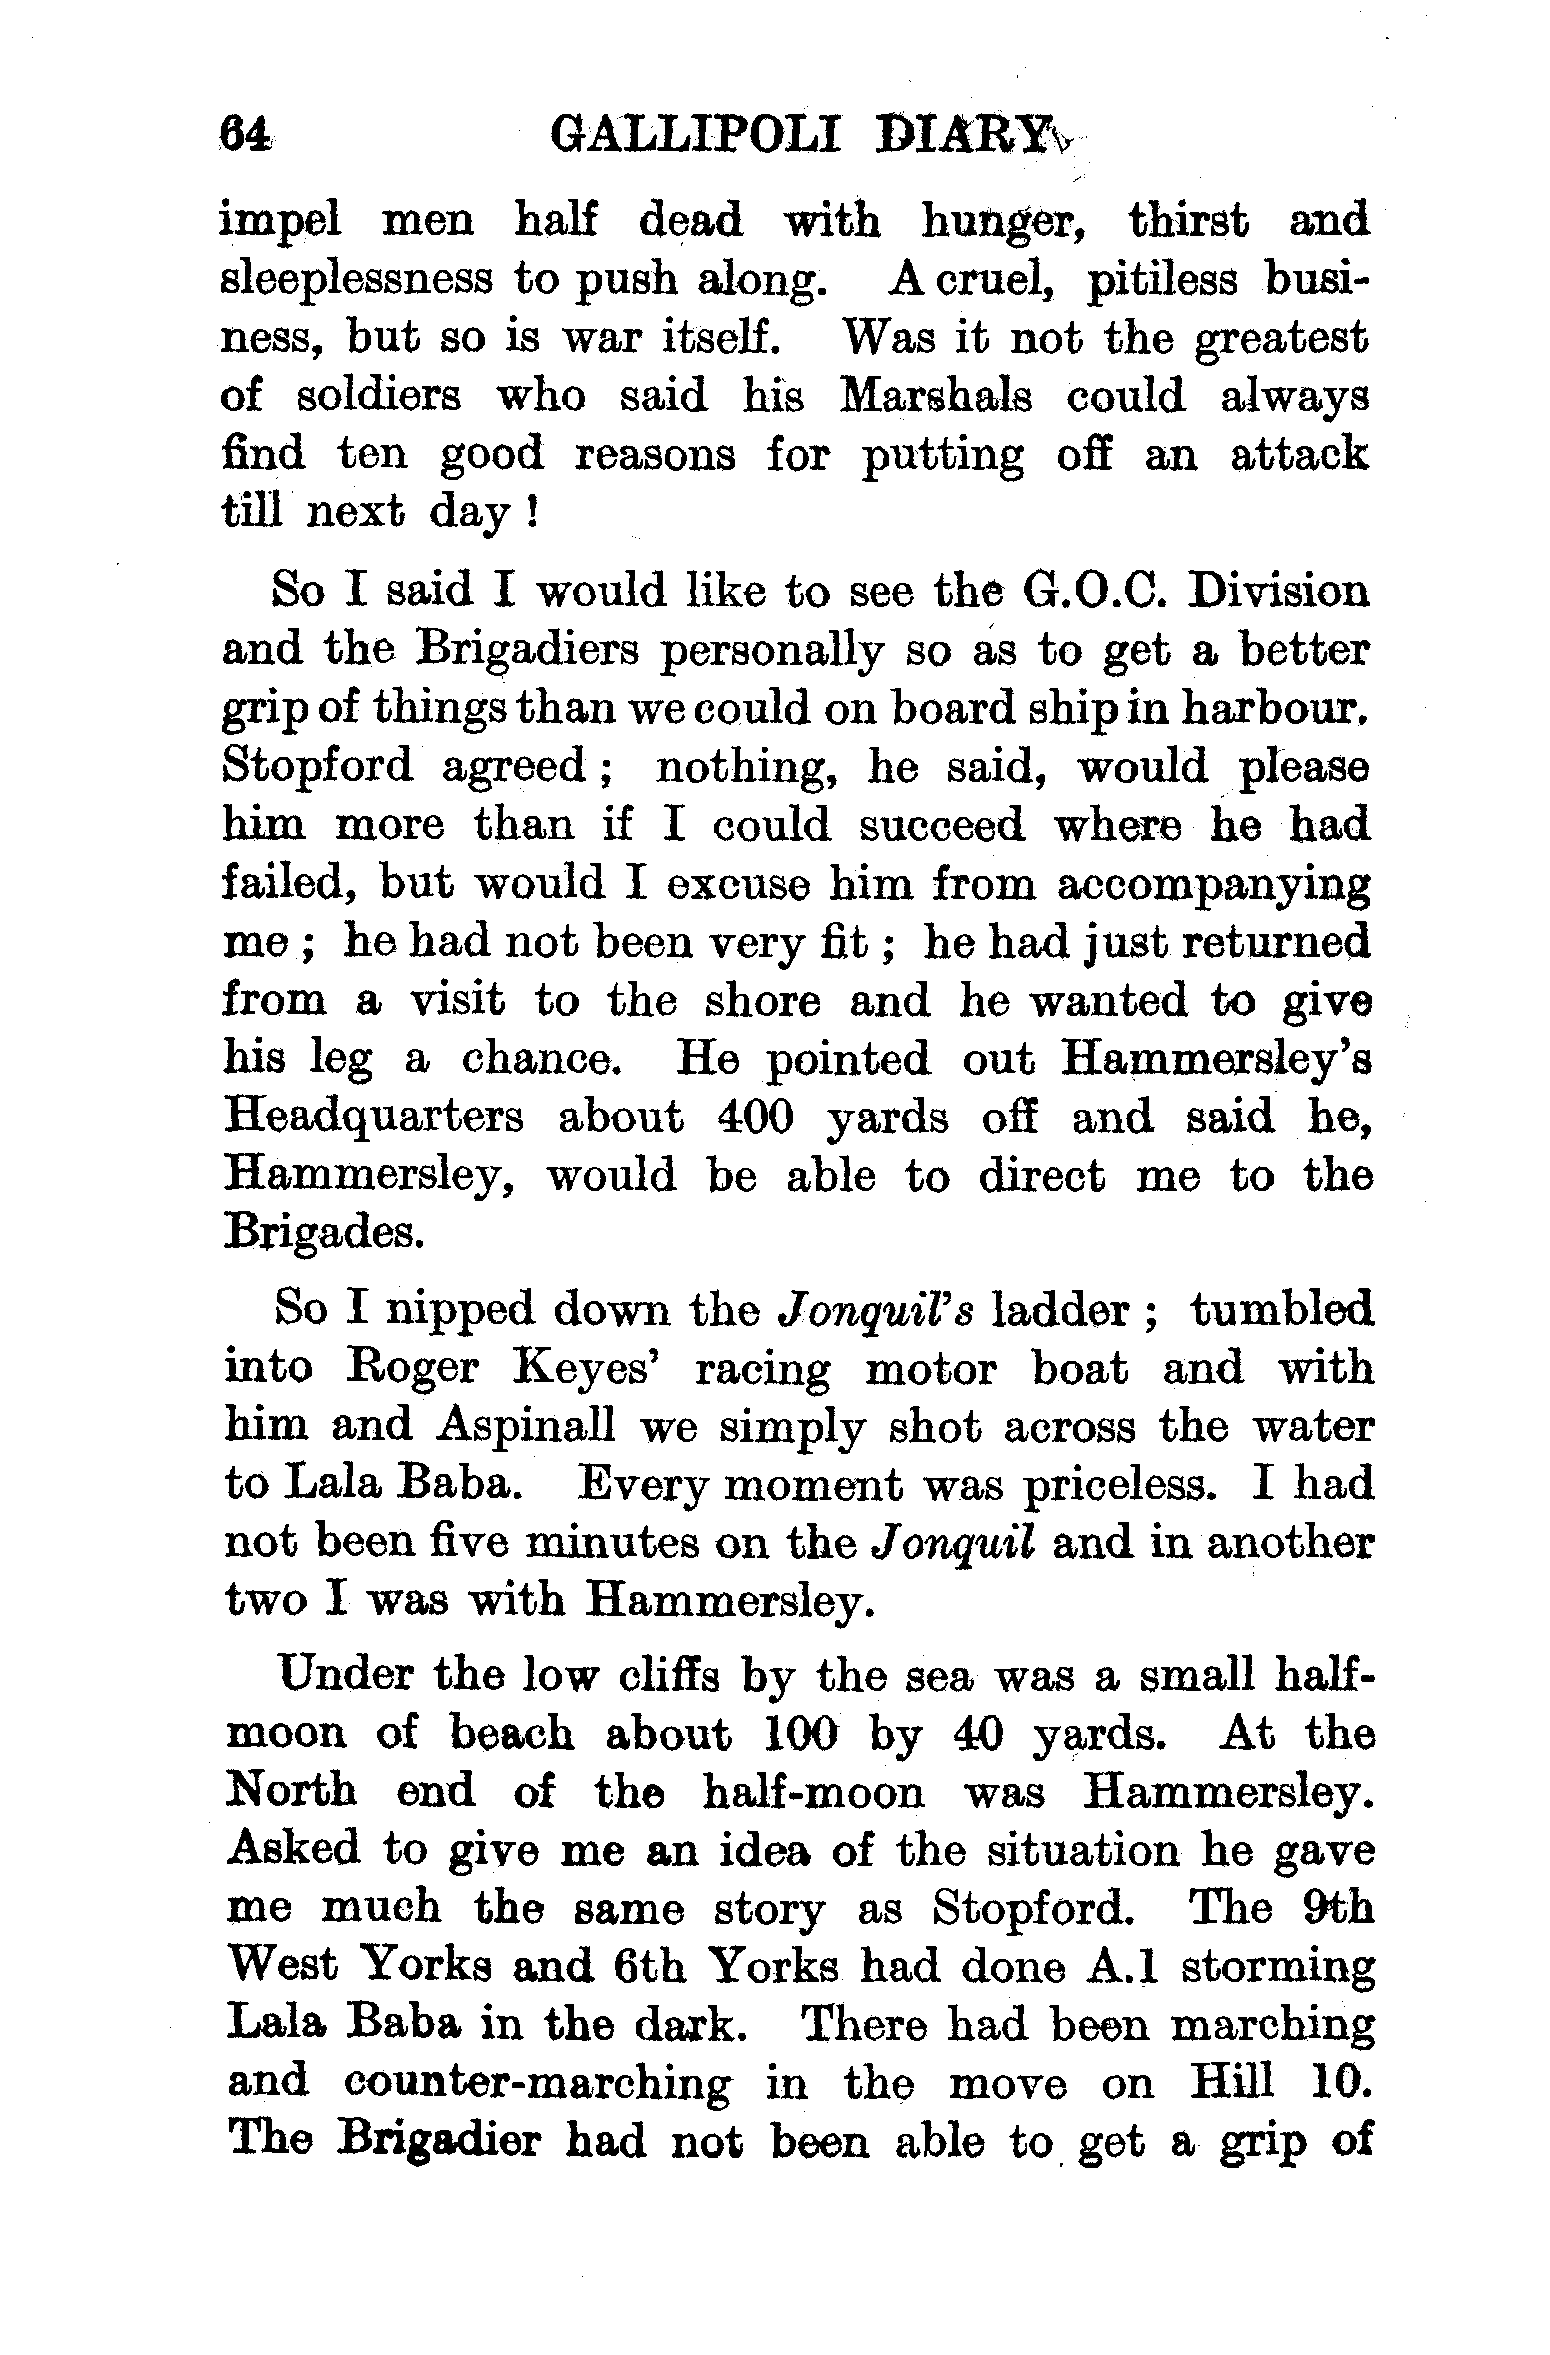 64 GALLIPOLI DIARY
impel men half dead with hunger, thirst and
sleeplessness to push along. A cruel, pitiless busi-
ness, but so is war itself. Was it not the greatest
of soldiers who said his Marshals could always
find ten good reasons for putting off an attack
till next day !
So I said I would like to see the G.O.C. Division
and the Brigadiers personally so as to get a better
grip of things than we could on board ship in harbour.
Stopford agreed ; nothing, he said, would please
him more than if I could succeed where he had
failed, but would I excuse him from accompanying
me ; he had not been very fit ; he had just returned
from a visit to the shore and he wanted to give
his leg a chance. He pointed out Hammersley's
Headquarters about 400 yards off and said he,
Hammersley, would be able to direct me to the
Brigades.
So I nipped down the Jonquil's ladder ; tumbled
into Roger Keyes' racing motor boat and with
him and Aspinall we simply shot across the water
to Lala Baba. Every moment was priceless. I had
not been five minutes on the Jonquil and in another
two I was with Hammersley.
Under the low cliffs by the sea was a small half-
moon of beach about 100 by 40 yards. At the
North end of the half-moon was Hammersley.
Asked to give me an idea of the situation he gave
me much the same story as Stopford. The 9th
West Yorks and 6th Yorks had done A.1 storming
Lala Baba in the dark. There had been marching
and counter-marching in the move on Hill 10.
The Brigadier had not been able to get a grip of